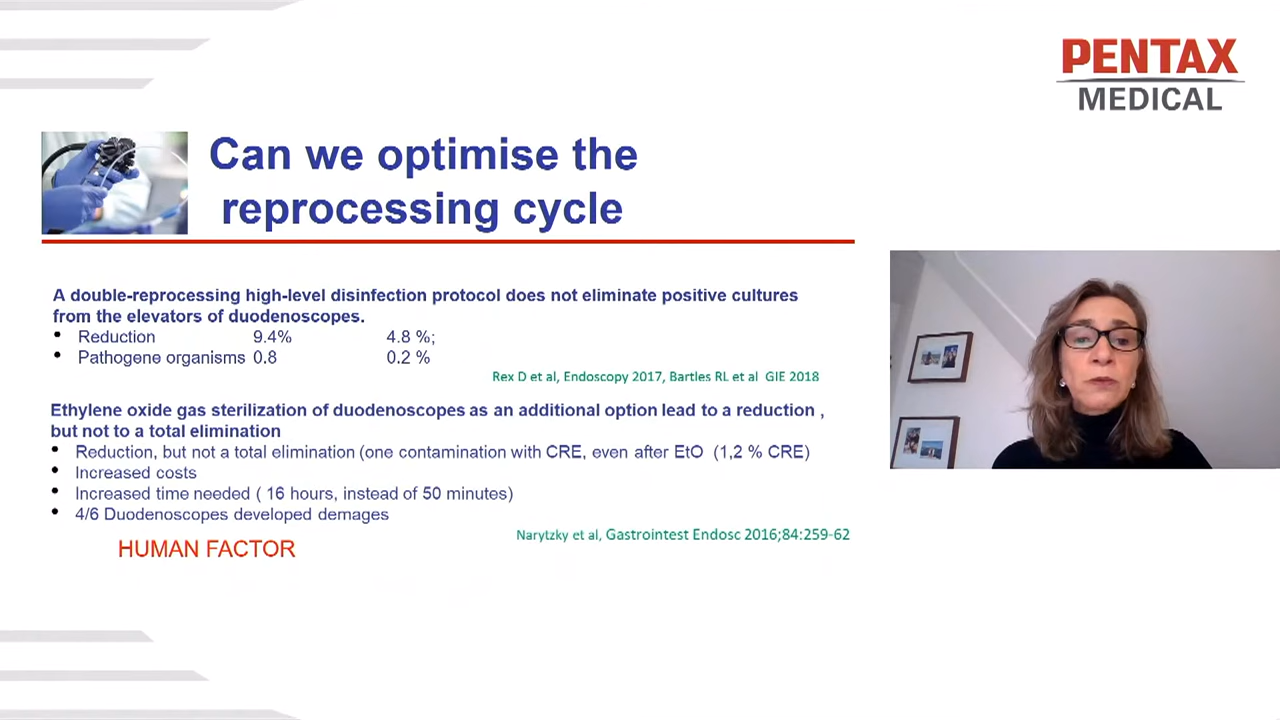 PENTAX
MEDICAL
Can we optimise the
reprocessing cycle
A double-reprocessing high-level disinfection protocol does not eliminate positive cultures
from the elevators of duodenoscopes.
• Reduction 9.4% 4.8 %;
• Pathogene organisms 0.8 0.2 %
Rex D et al, Endoscopy 2017, Bartles RL et al GIE 2018
Ethylene oxide gas sterilization of duodenoscopes as an additional option lead to a reduction ,
but not to a total elimination
• Reduction, but not a total elimination (one contamination with CRE, even after EtO (1,2 % CRE)
• Increased costs
• Increased time needed ( 16 hours, instead of 50 minutes)
• 4/6 Duodenoscopes developed demages
Narytzky et al, Gastrointest Endosc 2016;84:259-62
HUMAN FACTOR